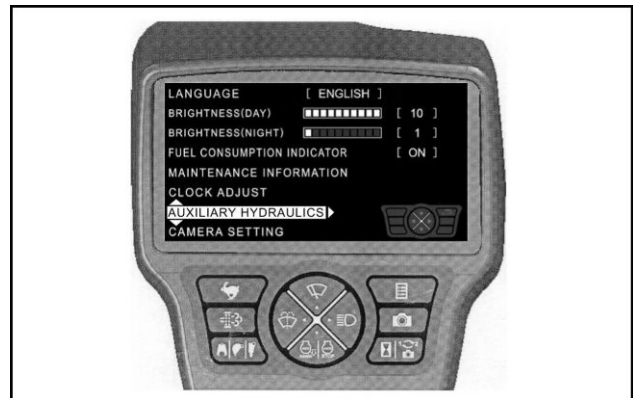 LANGUAGE [ ENGLISH ]
BRIGHTNESS(DAY) [ 10 ]
BRIGHTNESS(NIGHT) [ 1 ]
FUEL CONSUMPTION INDICATOR [ ON ]
MAINTENANCE INFORMATION
CLOCK ADJUST
AUXILIARY HYDRAULICS
CAMERA SETTING